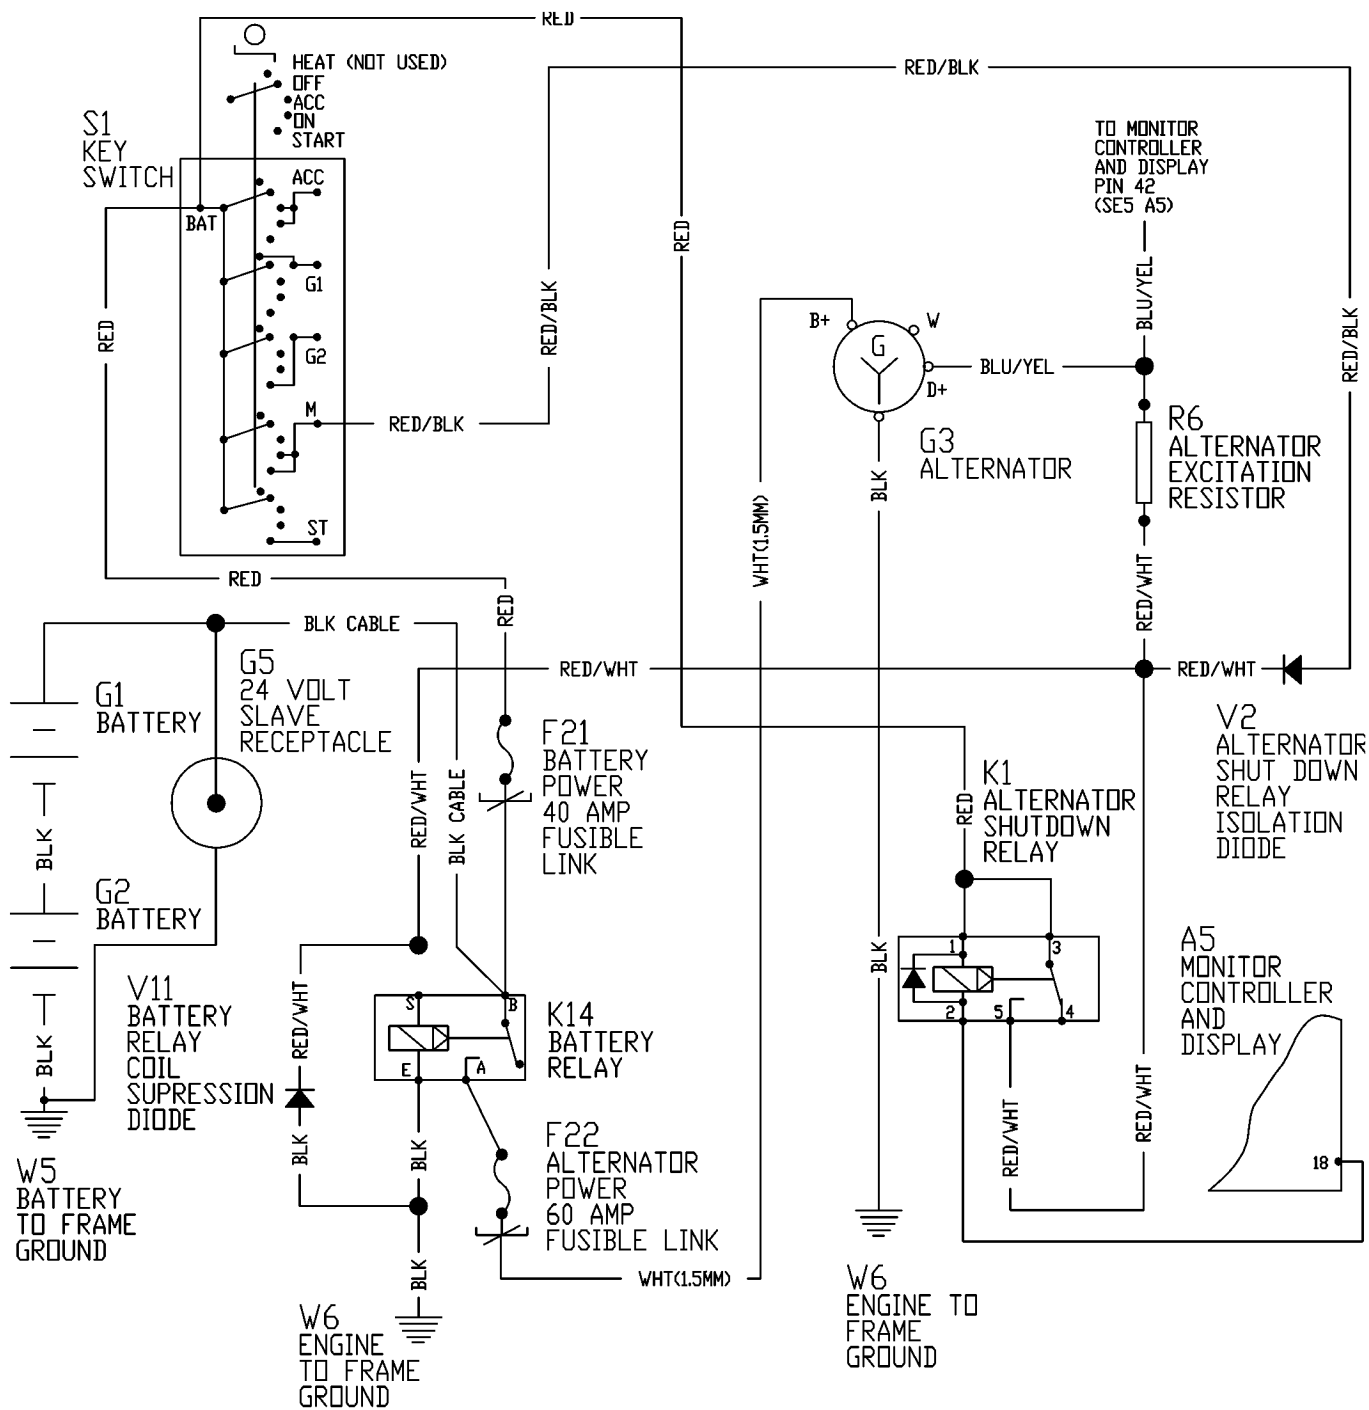 RED
HEAT (NOT USED)
OFF
ACC
ON
START
S1
KEY
SWITCH
RED/BLK
TO MONITOR
CONTROLLER
AND DISPLAY
PIN 42
(SE5 A5)
ACC
BAT
G1
G2
M
ST
RED
RED/BLK
RED/BLK
RED
BLU/YEL
RED/BLK
B+
W
G
D+
BLU/YEL
G3
ALTERNATOR
BLK
R6
ALTERNATOR
EXCITATION
RESISTOR
WHT(1.5MM)
RED/WHT
RED
RED
BLK CABLE
RED/WHT
RED/WHT
G1
BATTERY
G5
24 VOLT
SLAVE
RECEPTACLE
F21
BATTERY
POWER
40 AMP
FUSIBLE
LINK
V2
ALTERNATOR
SHUT DOWN
RELAY
ISOLATION
DIODE
K1
ALTERNATOR
SHUTDOWN
RELAY
RED
RED/WHT
BLK CABLE
BLK
G2
BATTERY
BLK
V11
BATTERY
RELAY
COIL
SUPRESSION
DIODE
RED/WHT
BLK
S
B
E
A
K14
BATTERY
RELAY
BLK
BLK
1
3
2
5
4
A5
MONITOR
CONTROLLER
AND
DISPLAY
18
RED/WHT
RED/WHT
BLK
F22
ALTERNATOR
POWER
60 AMP
FUSIBLE LINK
WHT(1.5MM)
W5
BATTERY
TO FRAME
GROUND
W6
ENGINE
TO FRAME
GROUND
W6
ENGINE TO
FRAME
GROUND